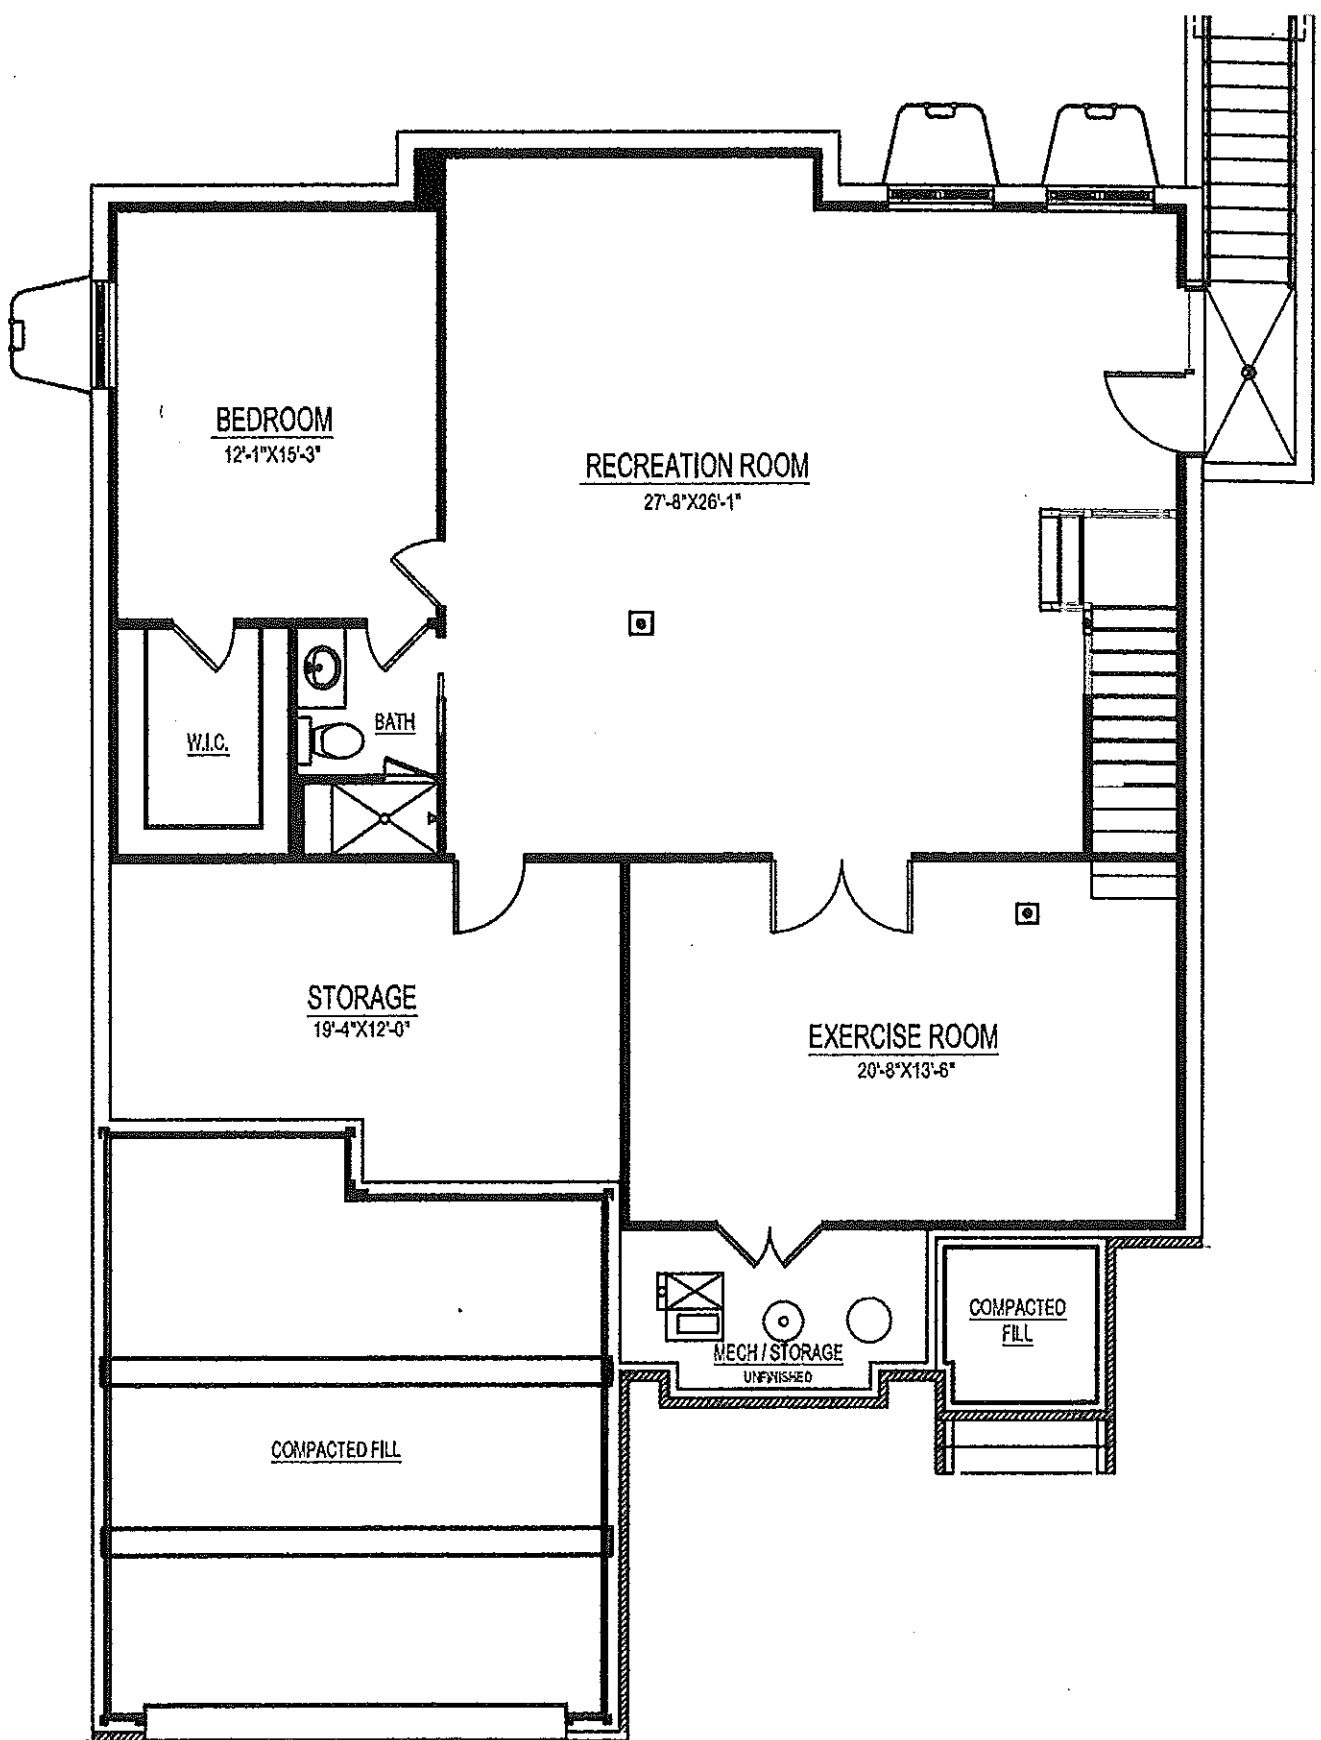 BEDROOM
12'-1"X15'-3"
RECREATION ROOM
27'-8"X26'-1"
W.I.C.
BATH
STORAGE
19'-4"X12'-0"
EXERCISE ROOM
20'-8"X13'-6"
COMPACTED
FILL
MECH / STORAGE
UNFINISHED
COMPACTED FILL